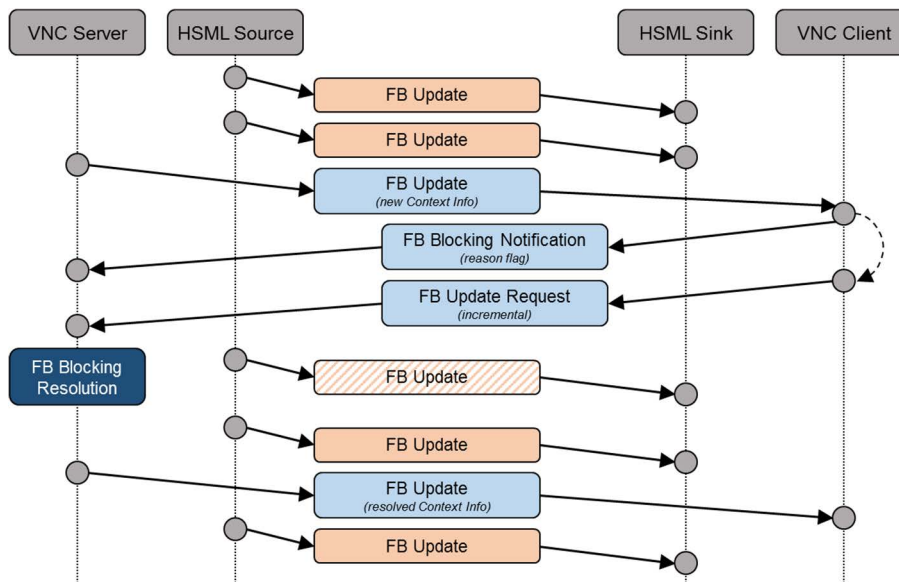 VNC Server
HSML Source
HSML Sink
VNC Client
FB Update
FB Update
FB Update
(new Context Info)
FB Blocking Notification
(reason flag)
FB Update Request
(incremental)
FB Blocking
Resolution
FB Update
FB Update
FB Update
(resolved Context Info)
FB Update